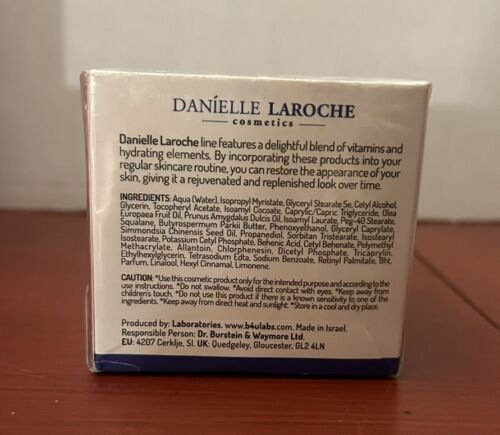 DANÍELLE LAROCHE
cosmetics
Danielle Laroche line features a delightful blend of vitamins and
hydrating elements. By incorporating these products into your
regular skincare routine, you can restore the appearance of your
skin, giving it a rejuvenated and replenished look over time.
INGREDIENTS: Aqua (Water), Isopropyl Myristate, Glyceryl Stearate Se, Cetyl Alcohol,
Glycerin, Tocopheryl Acetate, Isoamyl Cocoate, Caprylic/Capric Triglyceride, Olea
Europaea Fruit Oil, Prunus Amygdalus Dulcis Oil, Isoamyl Laurate, Peg-40 Stearate,
Squalane, Butyrospermum Parkii Butter, Phenoxyethanol, Glyceryl Caprylate,
Simmondsia Chinensis Seed Oil, Propanediol, Sorbitan Tristearate, Isostearyl
Isostearate, Potassium Cetyl Phosphate, Behenic Acid, Cetyl Behenate, Polymethyl
Methacrylate, Allantoin, Chlorphenesin, Dicetyl Phosphate, Tricaprylin,
Ethylhexylglycerin, Tetrasodium Edta, Sodium Benzoate, Retinyl Palmitate, Bht,
Parfum, Linalool, Hexyl Cinnamal, Limonene.
CAUTION: *Use this cosmetic product only for the intended purpose and according to the
use instructions. *Do not swallow. *Avoid direct contact with eyes. *Keep away from
children's touch. *Do not use this product if there is a known sensitivity to one of the
ingredients. *Keep away from direct heat and sunlight. *Store in a cool and dry place.
Produced by: Laboratories. www.b4ulabs.com. Made in Israel.
Responsible Person: Dr. Burstein & Waymore Ltd.
EU: 4207 Cerklje, SI. UK: Quedgeley, Gloucester, GL2 4LN